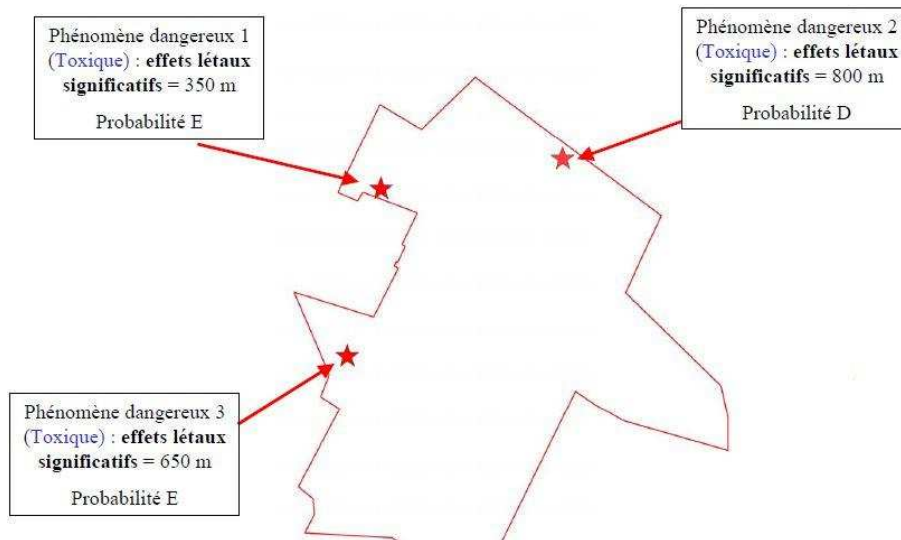 Phénomène dangereux 1
(Toxique) : effets létaux
significatifs = 350 m
Probabilité E
Phénomène dangereux 2
(Toxique) : effets létaux
significatifs = 800 m
Probabilité D
Phénomène dangereux 3
(Toxique) : effets létaux
significatifs = 650 m
Probabilité E